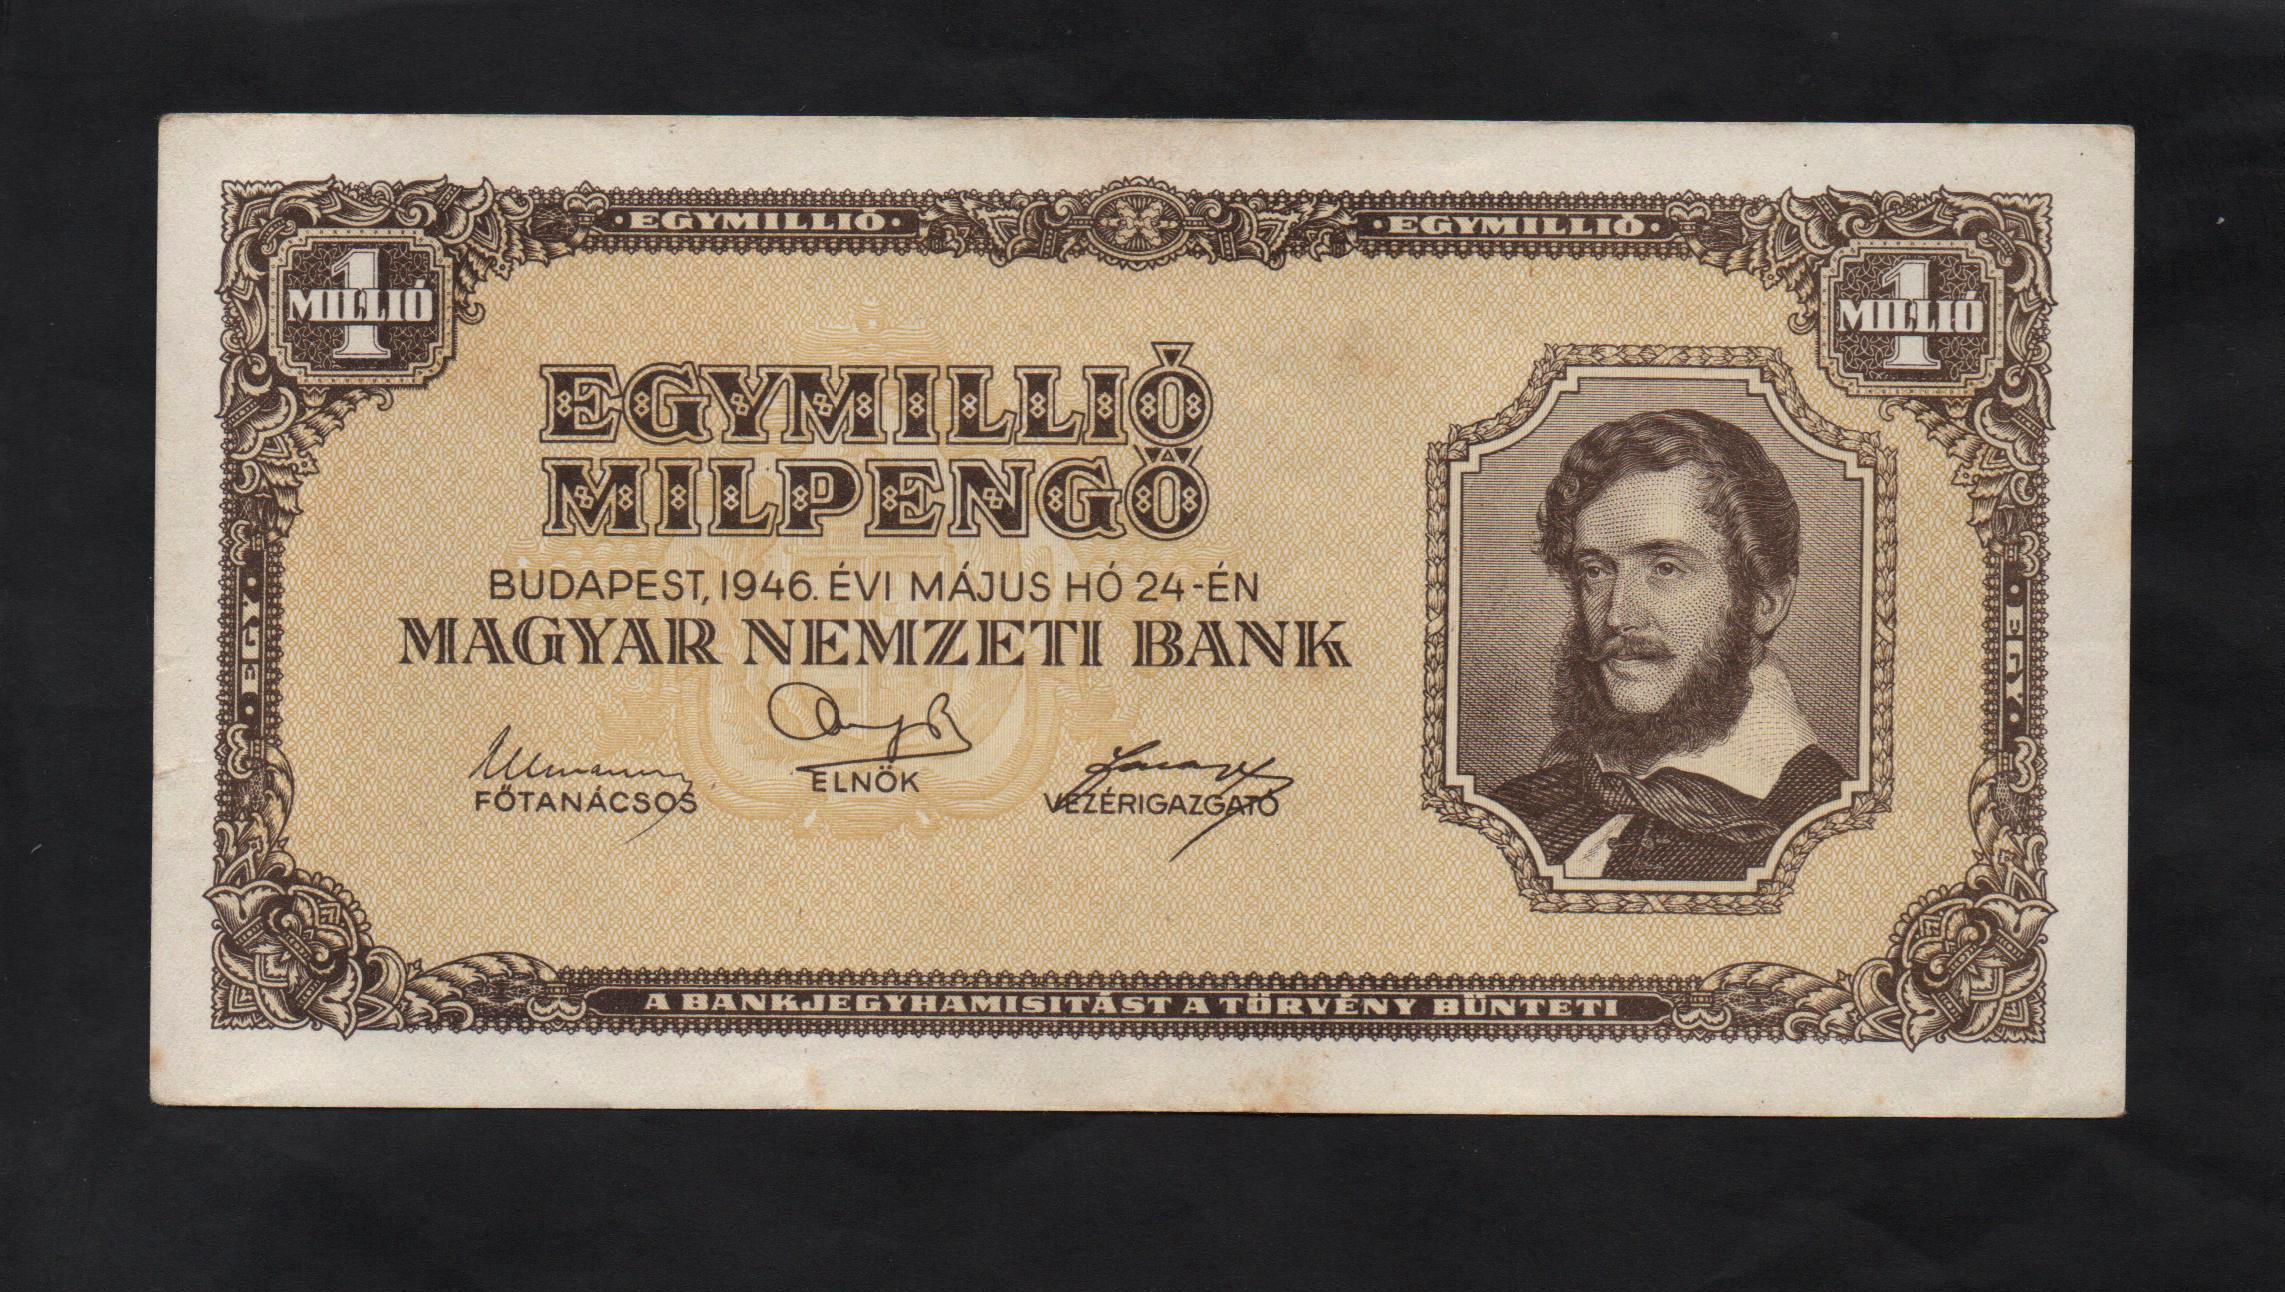 · EGYMILLIÓ · · EGYMILLIÓ ·
1 MILLIÓ
1 MILLIÓ
EGYMILLIÓ
MILPENGŐ
BUDAPEST, 1946. ÉVI MÁJUS HÓ 24-ÉN
MAGYAR NEMZETI BANK
FŐTANÁCSOS
ELNÖK
VEZÉRIGAZGATÓ
· EGY ·
· EGY ·
A BANKJEGYHAMISITÁST A TÖRVÉNY BÜNTETI